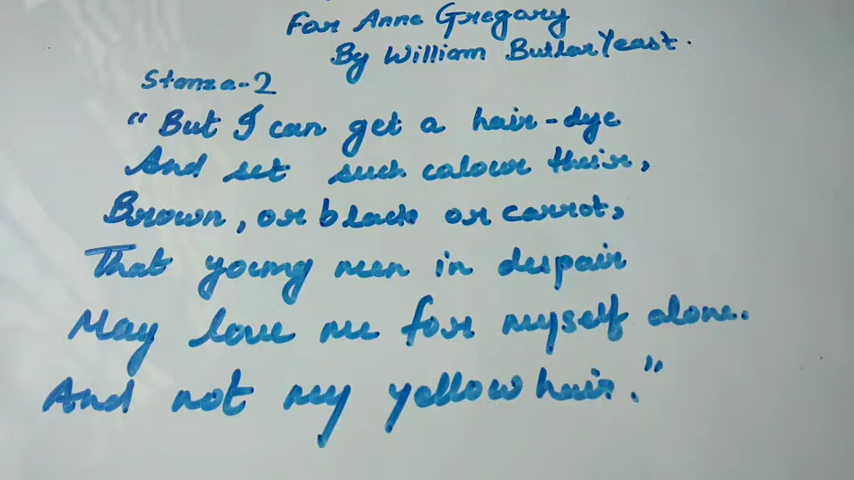 For Anne Gregory
By William Butlar Yeast.
Stanza-2
"But I can get a hair-dye
And set such colour their,
Brown, or black or carrot,
That young men in despair
May love me for myself alone.
And not my yellow hair."